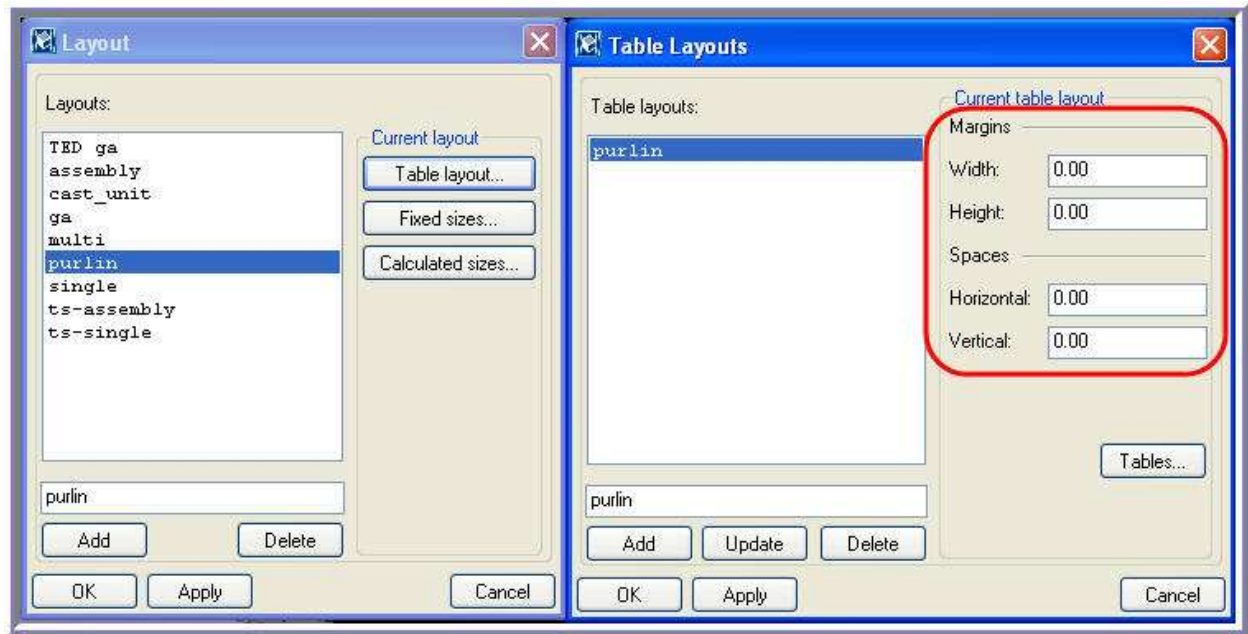 Layout
Layouts:
TED ga
assembly
cast_unit
ga
multi
purlin
single
ts-assembly
ts-single
Current layout
Table layout...
Fixed sizes...
Calculated sizes...
purlin
Add Delete
OK Apply Cancel
Table Layouts
Table layouts:
purlin
Current table layout
Margins
Width: 0.00
Height: 0.00
Spaces
Horizontal: 0.00
Vertical: 0.00
Tables...
purlin
Add Update Delete
OK Apply Cancel